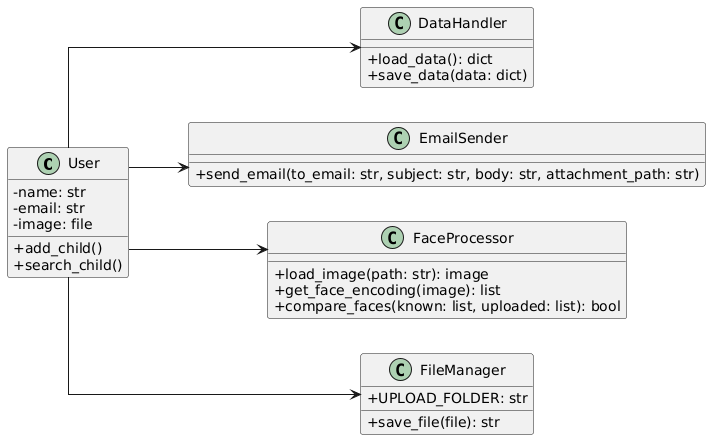 C DataHandler
+load_data(): dict
+save_data(data: dict)
C EmailSender
+send_email(to_email: str, subject: str, body: str, attachment_path: str)
C User
-name: str
-email: str
-image: file
+add_child()
+search_child()
C FaceProcessor
+load_image(path: str): image
+get_face_encoding(image): list
+compare_faces(known: list, uploaded: list): bool
C FileManager
+UPLOAD_FOLDER: str
+save_file(file): str